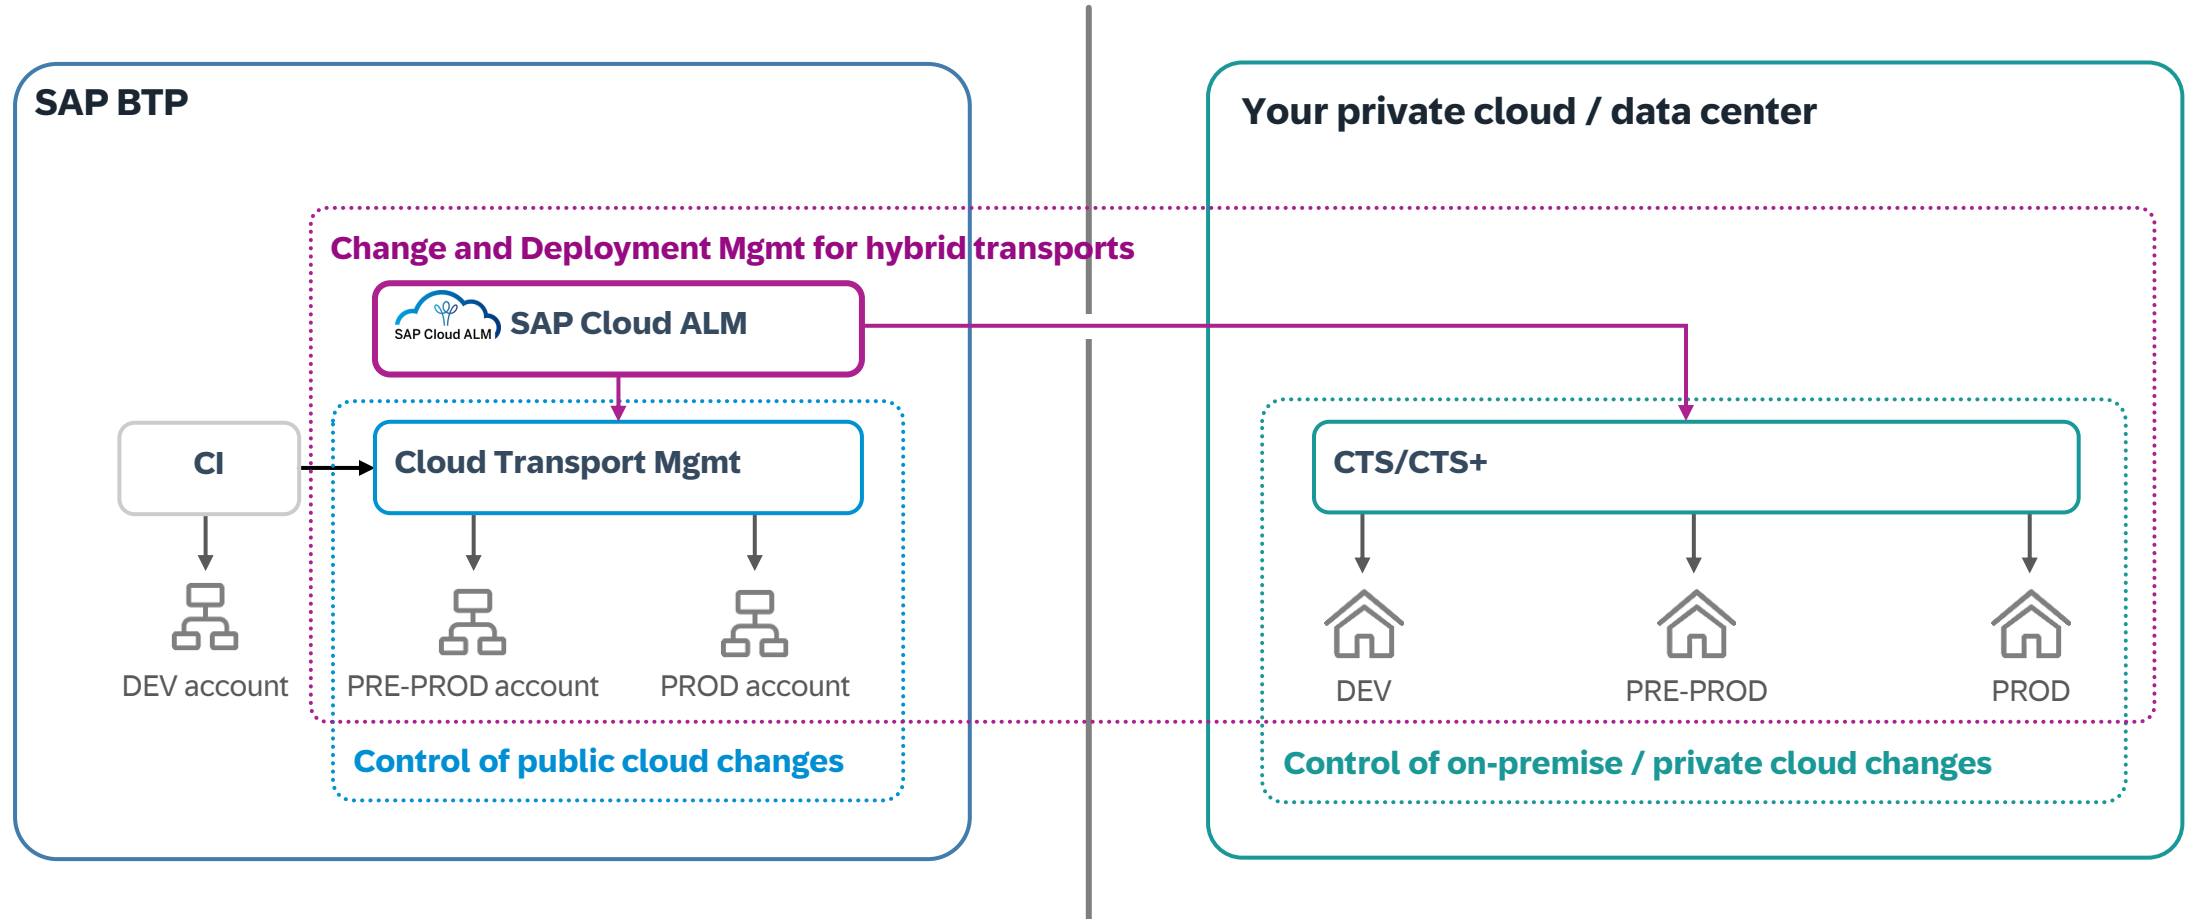 SAP BTP
Your private cloud / data center
Change and Deployment Mgmt for hybrid transports
SAP Cloud ALM
SAP Cloud ALM
CI
Cloud Transport Mgmt
CTS/CTS+
DEV account
PRE-PROD account
PROD account
DEV
PRE-PROD
PROD
Control of public cloud changes
Control of on-premise / private cloud changes